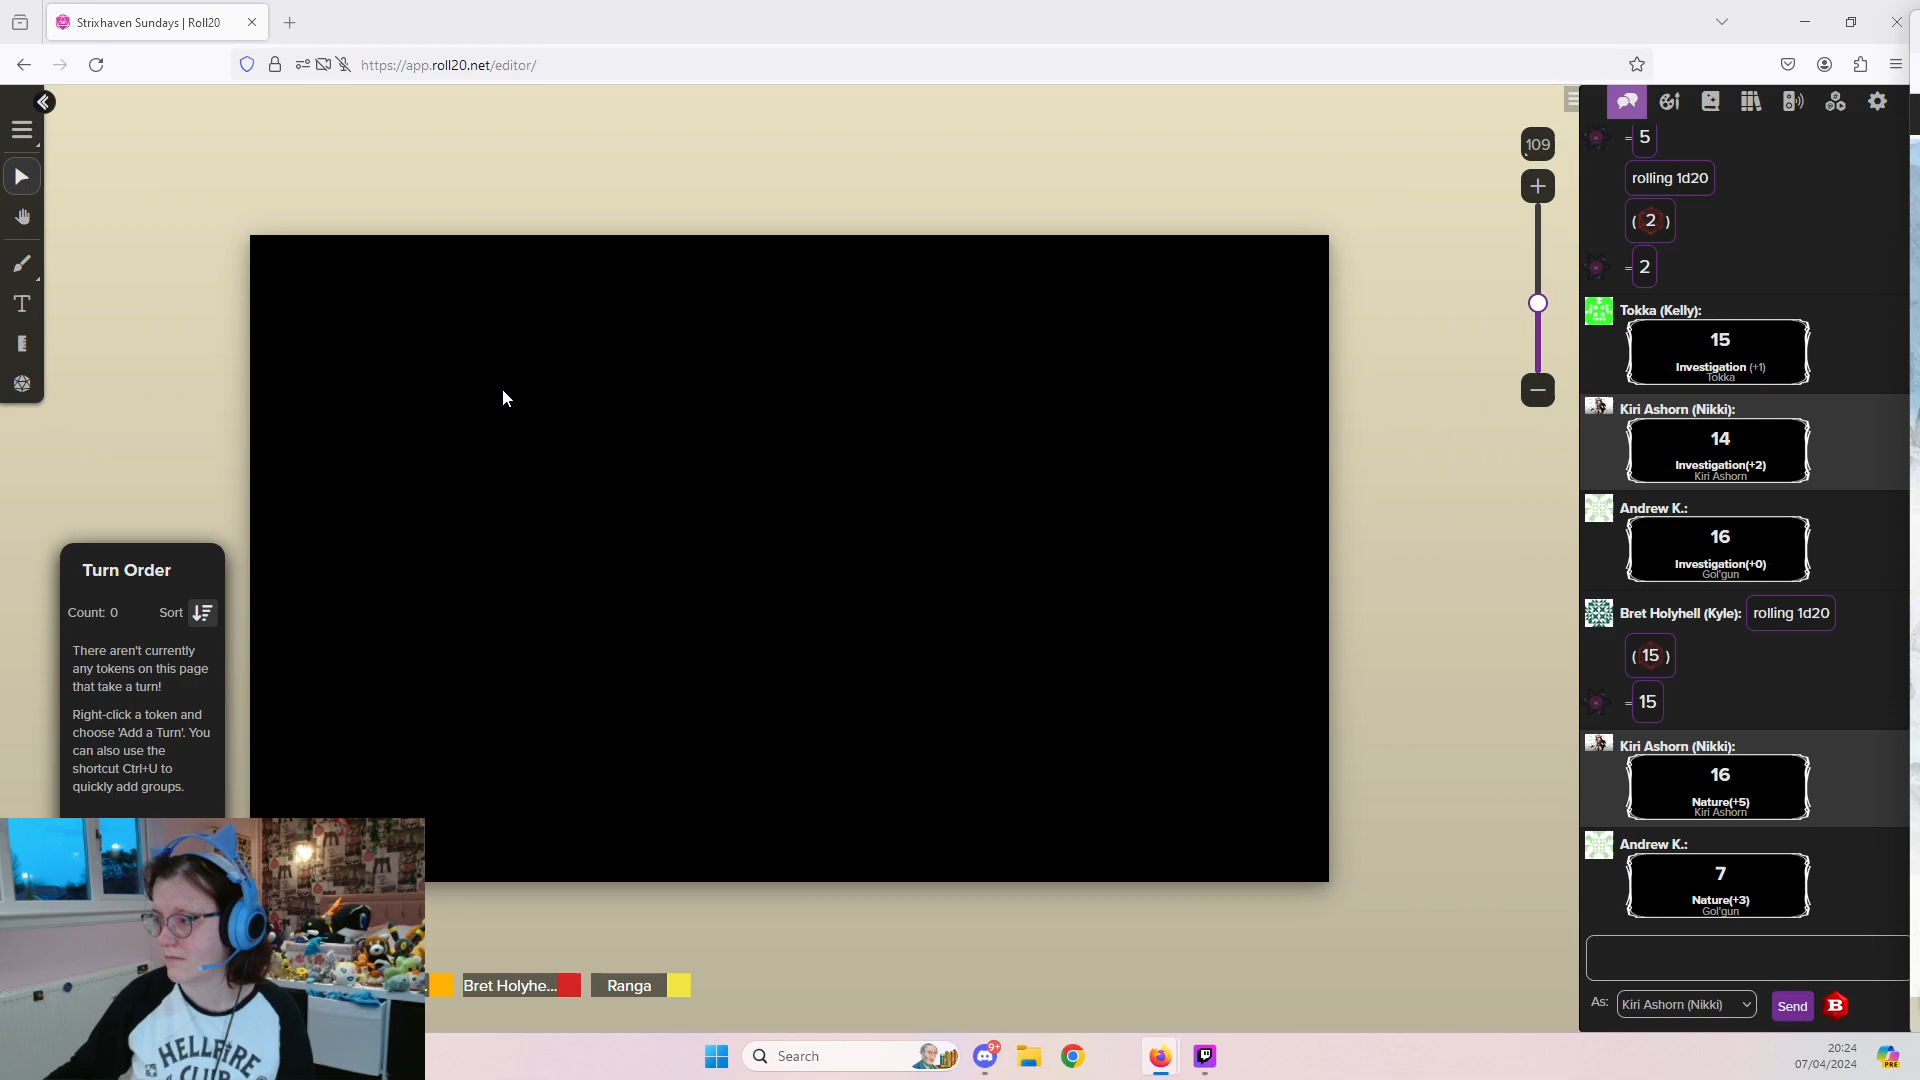 Strixhaven Sundays | Roll20
https://app.roll20.net/editor/
109
Turn Order
Count: 0
Sort
There aren't currently
any tokens on this page
that take a turn!
Right-click a token and
choose 'Add a Turn'. You
can also use the
shortcut Ctrl+U to
quickly add groups.
=5
rolling 1d20
(2)
=2
Tokka (Kelly):
15
Investigation (+1)
Tokka
Kiri Ashorn (Nikki):
14
Investigation(+2)
Kiri Ashorn
Andrew K.:
16
Investigation(+0)
Gol'gun
Bret Holyhell (Kyle): rolling 1d20
(15)
=15
Kiri Ashorn (Nikki):
16
Nature(+5)
Kiri Ashorn
Andrew K.:
7
Nature(+3)
Gol'gun
As: Kiri Ashorn (Nikki)
Send
B
Bret Holyhe...
Ranga
HELLFIRE
CLUB
Search
9+
20:24
07/04/2024
PRE